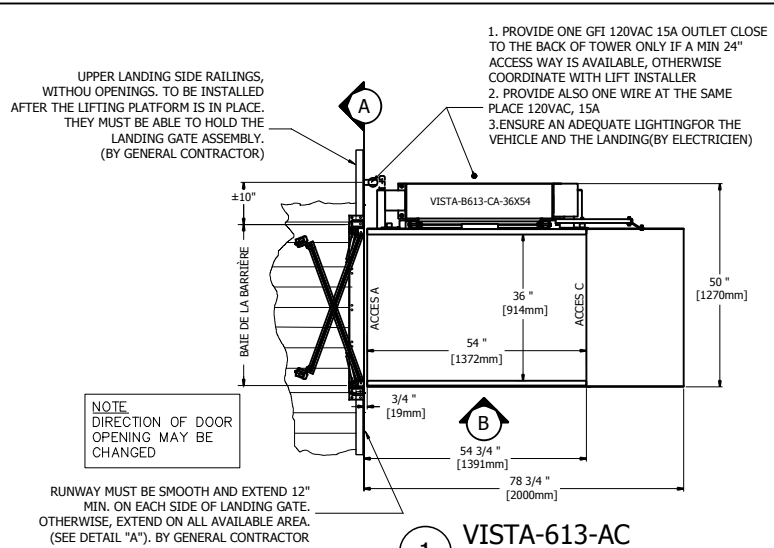 1. PROVIDE ONE GFI 120VAC 15A OUTLET CLOSE
TO THE BACK OF TOWER ONLY IF A MIN 24"
ACCESS WAY IS AVAILABLE, OTHERWISE
COORDINATE WITH LIFT INSTALLER
2. PROVIDE ALSO ONE WIRE AT THE SAME
PLACE 120VAC, 15A
3.ENSURE AN ADEQUATE LIGHTINGFOR THE
VEHICLE AND THE LANDING(BY ELECTRICIEN)
UPPER LANDING SIDE RAILINGS,
WITHOU OPENINGS. TO BE INSTALLED
AFTER THE LIFTING PLATFORM IS IN PLACE.
THEY MUST BE ABLE TO HOLD THE
LANDING GATE ASSEMBLY.
(BY GENERAL CONTRACTOR)
A
±10"
VISTA-B613-CA-36X54
BAIE DE LA BARRIÈRE
ACCES A
36 "
[914mm]
ACCES C
50 "
[1270mm]
54 "
[1372mm]
3/4 "
[19mm]
B
NOTE
DIRECTION OF DOOR
OPENING MAY BE
CHANGED
54 3/4 "
[1391mm]
78 3/4 "
[2000mm]
RUNWAY MUST BE SMOOTH AND EXTEND 12"
MIN. ON EACH SIDE OF LANDING GATE.
OTHERWISE, EXTEND ON ALL AVAILABLE AREA.
(SEE DETAIL "A"). BY GENERAL CONTRACTOR
1
VISTA-613-AC